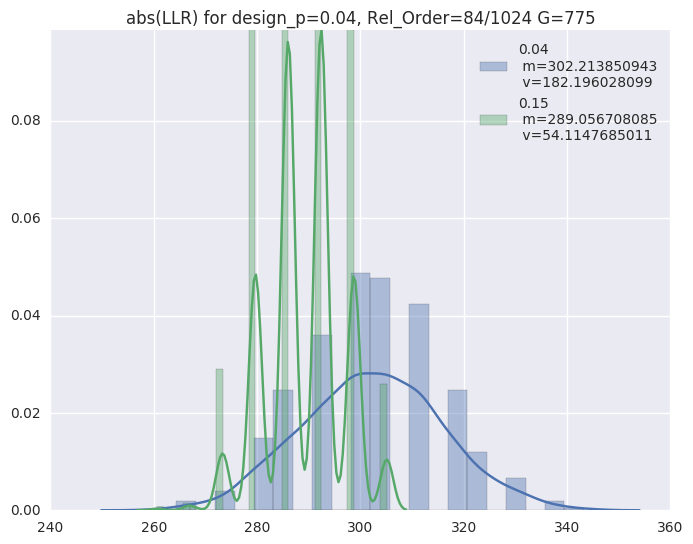 abs(LLR) for design_p=0.04, Rel_Order=84/1024 G=775
0.04
m=302.213850943
v=182.196028099
0.15
m=289.056708085
v=54.1147685011
0.08
0.06
0.04
0.02
0.00
240 260 280 300 320 340 360